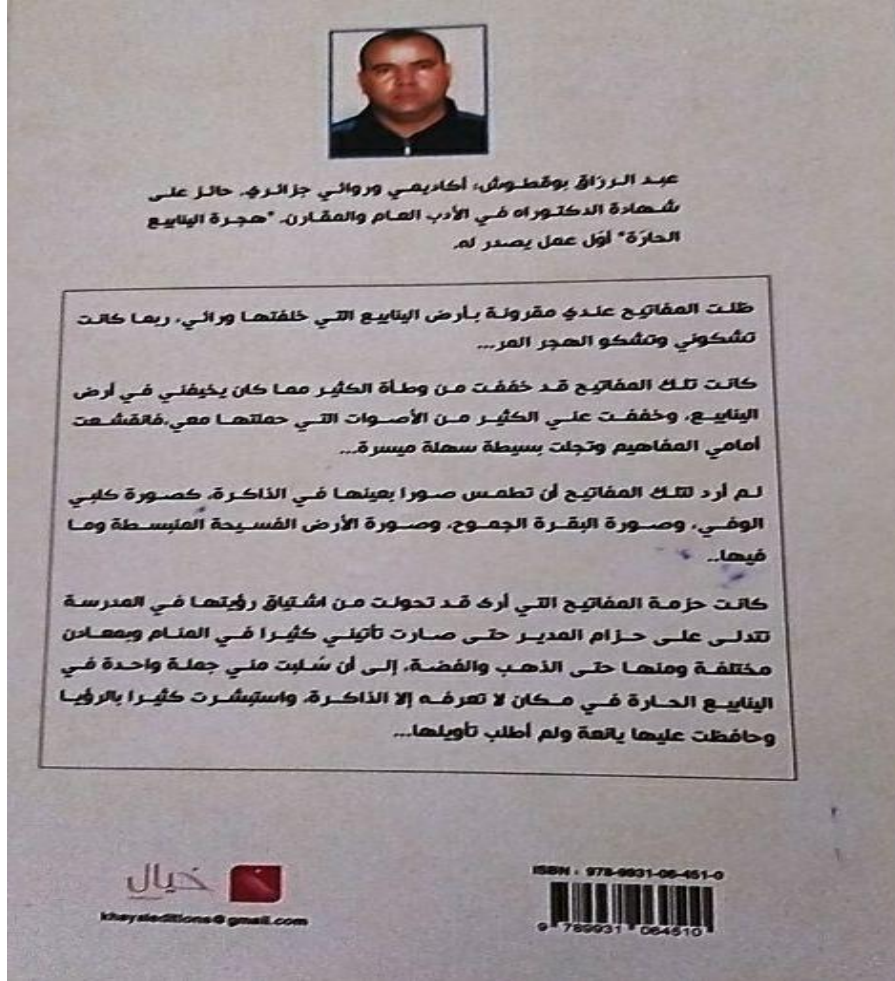 عبد الرزاق بوقطوش، أكاديمي وروائي جزائري. حائز على
شهادة الدكتوراه في الأدب العام والمقارن. "هجرة الينابيع
الحارّة" أوّل عمل يصدر له.
ظلت المفاتيح عندي مقرونة بأرض الينابيع التي خلفتها ورائي، ربما كانت
تشكوني وتشكو الهجر المر...
كانت تلك المفاتيح قد خففت من وطأة الكثير مما كان يخيفني في أرض
الينابيع، وخففت علي الكثير من الأصوات التي حملتها معي،فانقشعت
أمامي المفاهيم وتجلت بسيطة سهلة ميسرة...
لم أرد لتلك المفاتيح أن تطمس صورا بعينها في الذاكرة، كصورة كلبي
الوفي، وصورة البقرة الجموح، وصورة الأرض الفسيحة المنبسطة وما
فيها..
كانت حزمة المفاتيح التي أرى قد تحولت من اشتياق رؤيتها في المدرسة
تتدلى على حزام المدير حتى صارت تأتيني كثيرا في المنام وبمعادن
مختلفة ومنها حتى الذهب والفضة، إلى أن سُلبت مني جملة واحدة في
الينابيع الحارة في مكان لا تعرفه إلا الذاكرة، واستبشرت كثيرا بالرؤيا
وحافظت عليها يانعة ولم أطلب تأويلها...
خيال
khayaleditions@gmail.com
ISBN : 978-9931-06-451-0
9 789931 064510